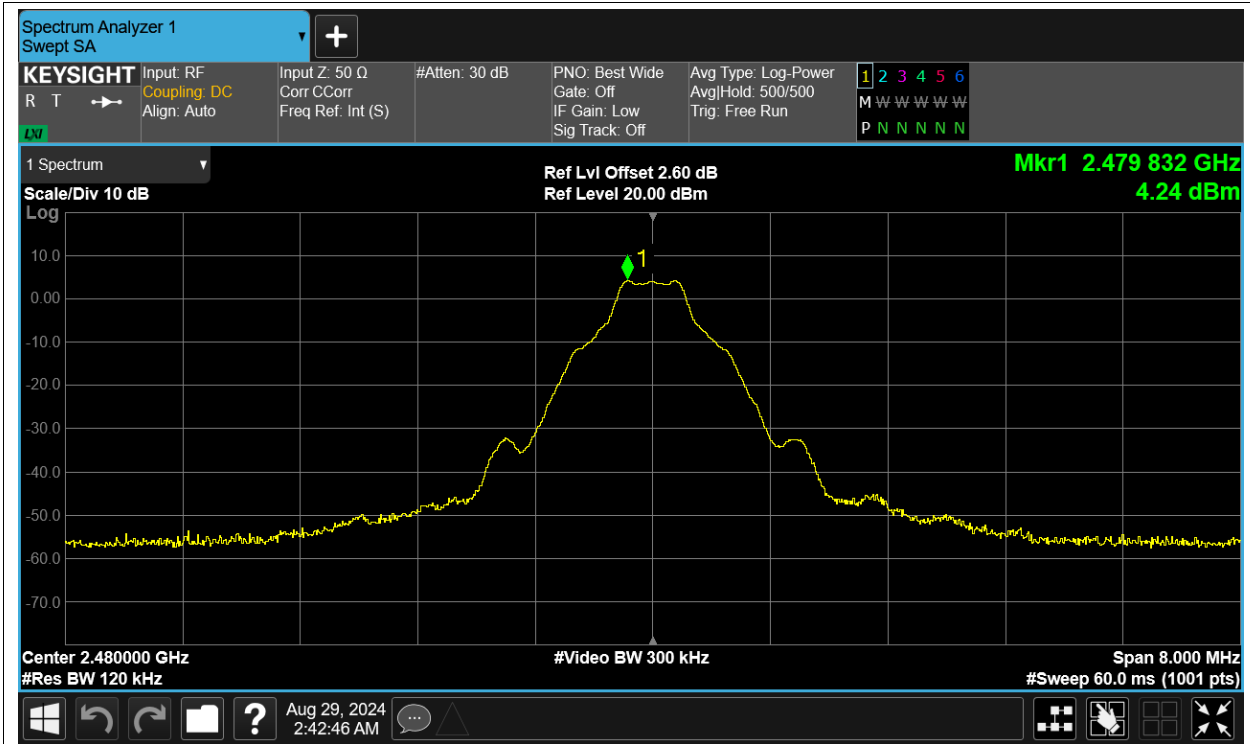 Spectrum Analyzer 1
Swept SA
+
KEYSIGHT
R T
LXI
Input: RF
Coupling: DC
Align: Auto
Input Z: 50 Ω
Corr CCorr
Freq Ref: Int (S)
#Atten: 30 dB
PNO: Best Wide
Gate: Off
IF Gain: Low
Sig Track: Off
Avg Type: Log-Power
Avg|Hold: 500/500
Trig: Free Run
1 2 3 4 5 6
M W W W W W
P N N N N N
1 Spectrum
Scale/Div 10 dB
Log
Ref Lvl Offset 2.60 dB
Ref Level 20.00 dBm
Mkr1 2.479 832 GHz
4.24 dBm
1
10.0
0.00
-10.0
-20.0
-30.0
-40.0
-50.0
-60.0
-70.0
Center 2.480000 GHz
#Res BW 120 kHz
#Video BW 300 kHz
Span 8.000 MHz
#Sweep 60.0 ms (1001 pts)
?
Aug 29, 2024
2:42:46 AM